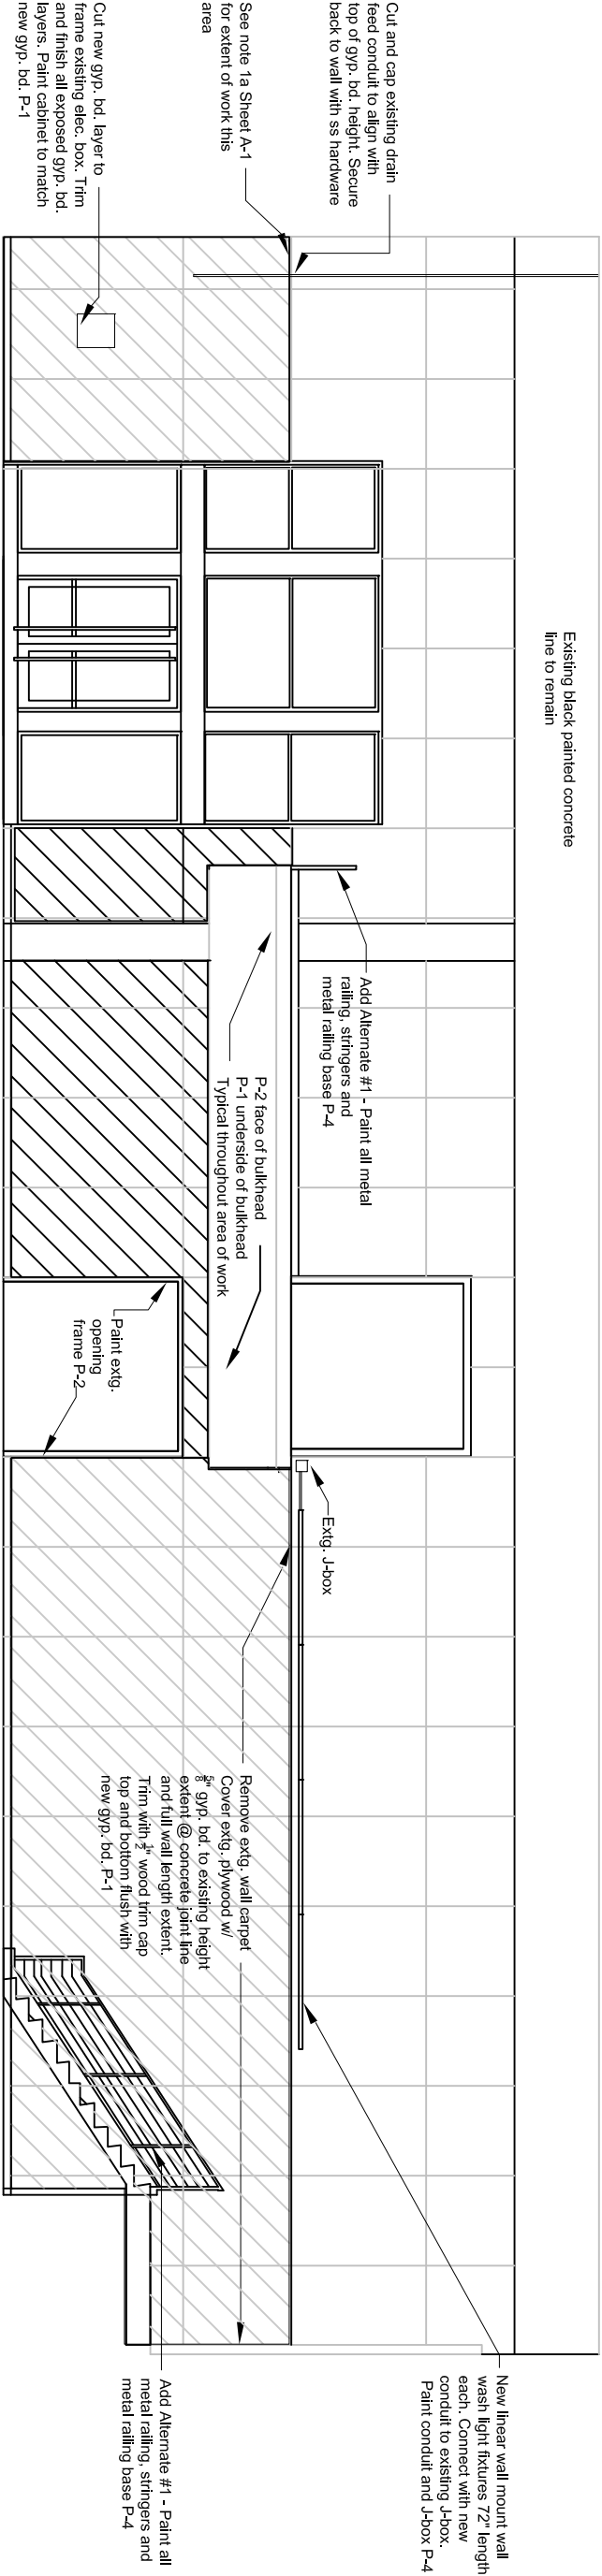 Cut and cap existing drain
feed conduit to align with
top of gyp. bd. height. Secure
back to wall with ss hardware
See note 1a Sheet A-1
for extent of work this
area
Cut new gyp. bd. layer to
frame existing elec. box. Trim
and finish all exposed gyp. bd.
layers. Paint cabinet to match
new gyp. bd. P-1
Existing black painted concrete
line to remain
Add Alternate #1 - Paint all metal
railing, stringers and
metal railing base P-4
P-2 face of bulkhead
P-1 underside of bulkhead
Typical throughout area of work
Paint extg.
opening
frame P-2
Extg. J-box
Remove extg. wall carpet
Cover extg. plywood w/
5/8" gyp. bd. to existing height
extent @ concrete joint line
and full wall length extent.
Trim with 1/2" wood trim cap
top and bottom flush with
new gyp. bd. P-1
New linear wall mount wall
wash light fixtures 72" length
each. Connect with new
conduit to existing J-box.
Paint conduit and J-box P-4
Add Alternate #1 - Paint all
metal railing, stringers and
metal railing base P-4